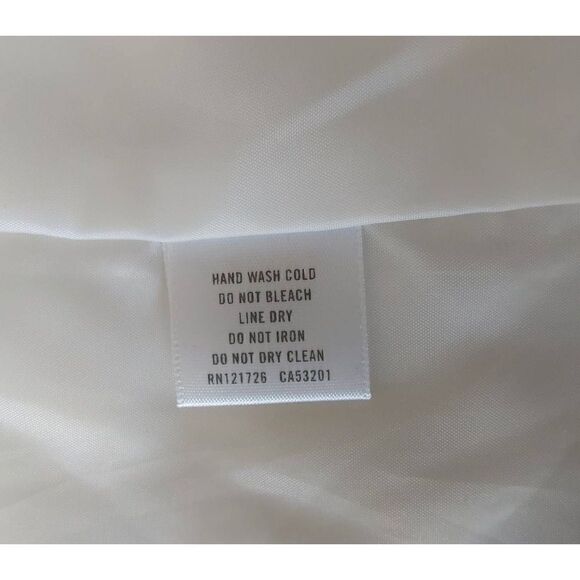 HAND WASH COLD
DO NOT BLEACH
LINE DRY
DO NOT IRON
DO NOT DRY CLEAN
RN121726 CA53201